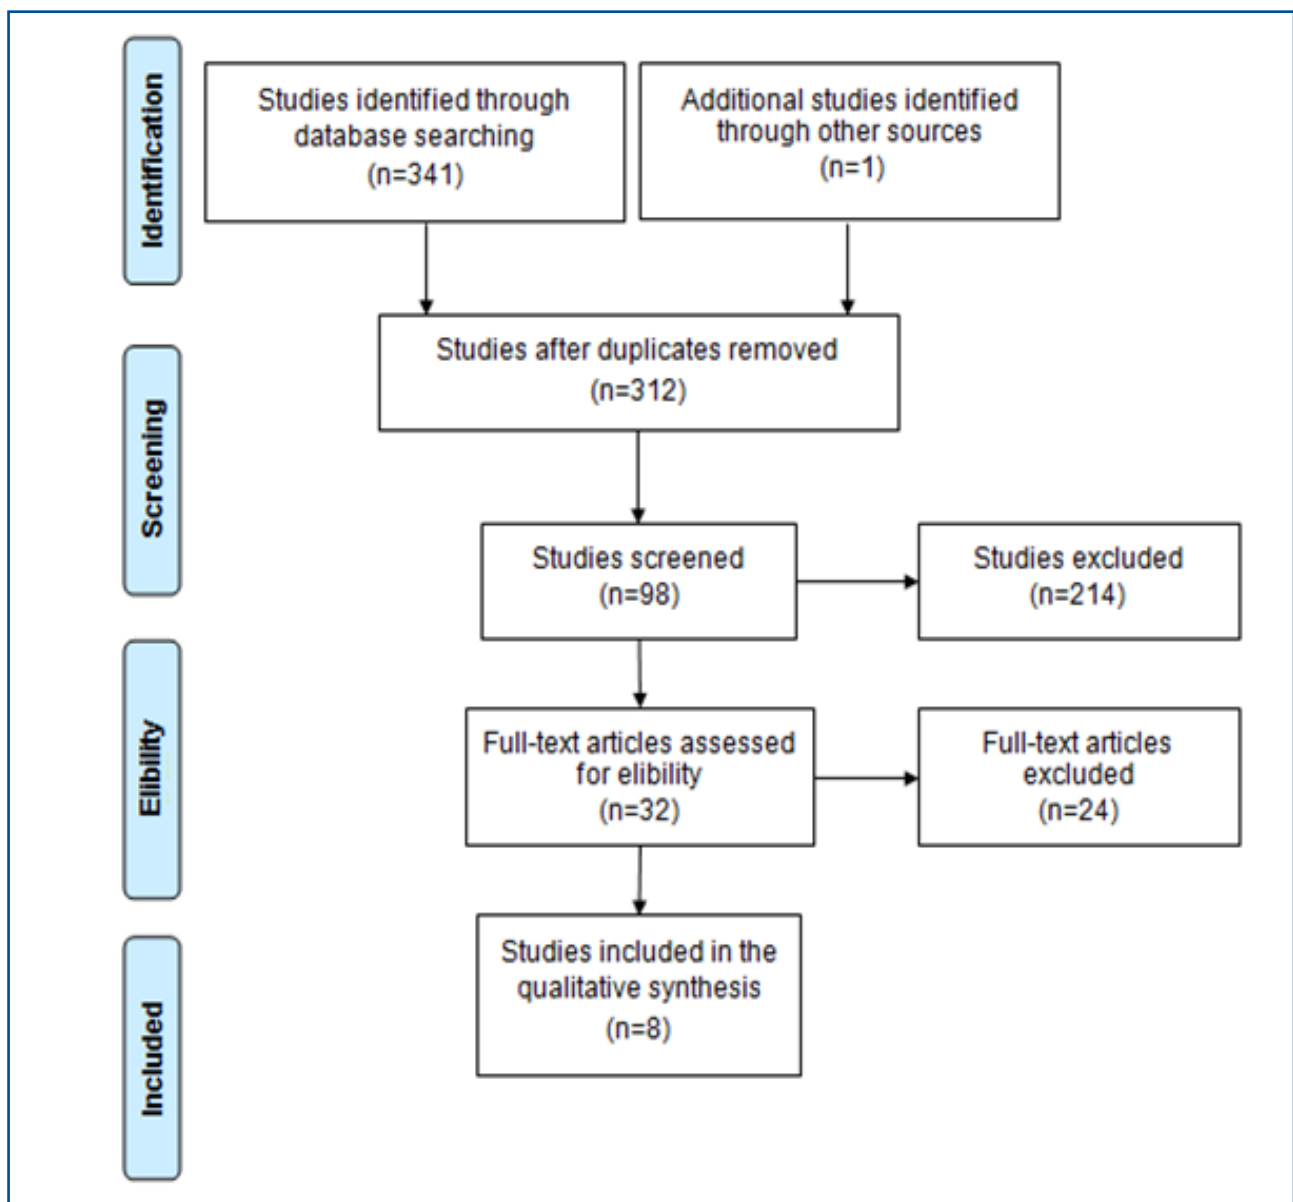 Identification
Studies identified through
database searching
(n=341)
Additional studies identified
through other sources
(n=1)
Screening
Studies after duplicates removed
(n=312)
Studies screened
(n=98)
Studies excluded
(n=214)
Elibility
Full-text articles assessed
for elibility
(n=32)
Full-text articles
excluded
(n=24)
Included
Studies included in the
qualitative synthesis
(n=8)